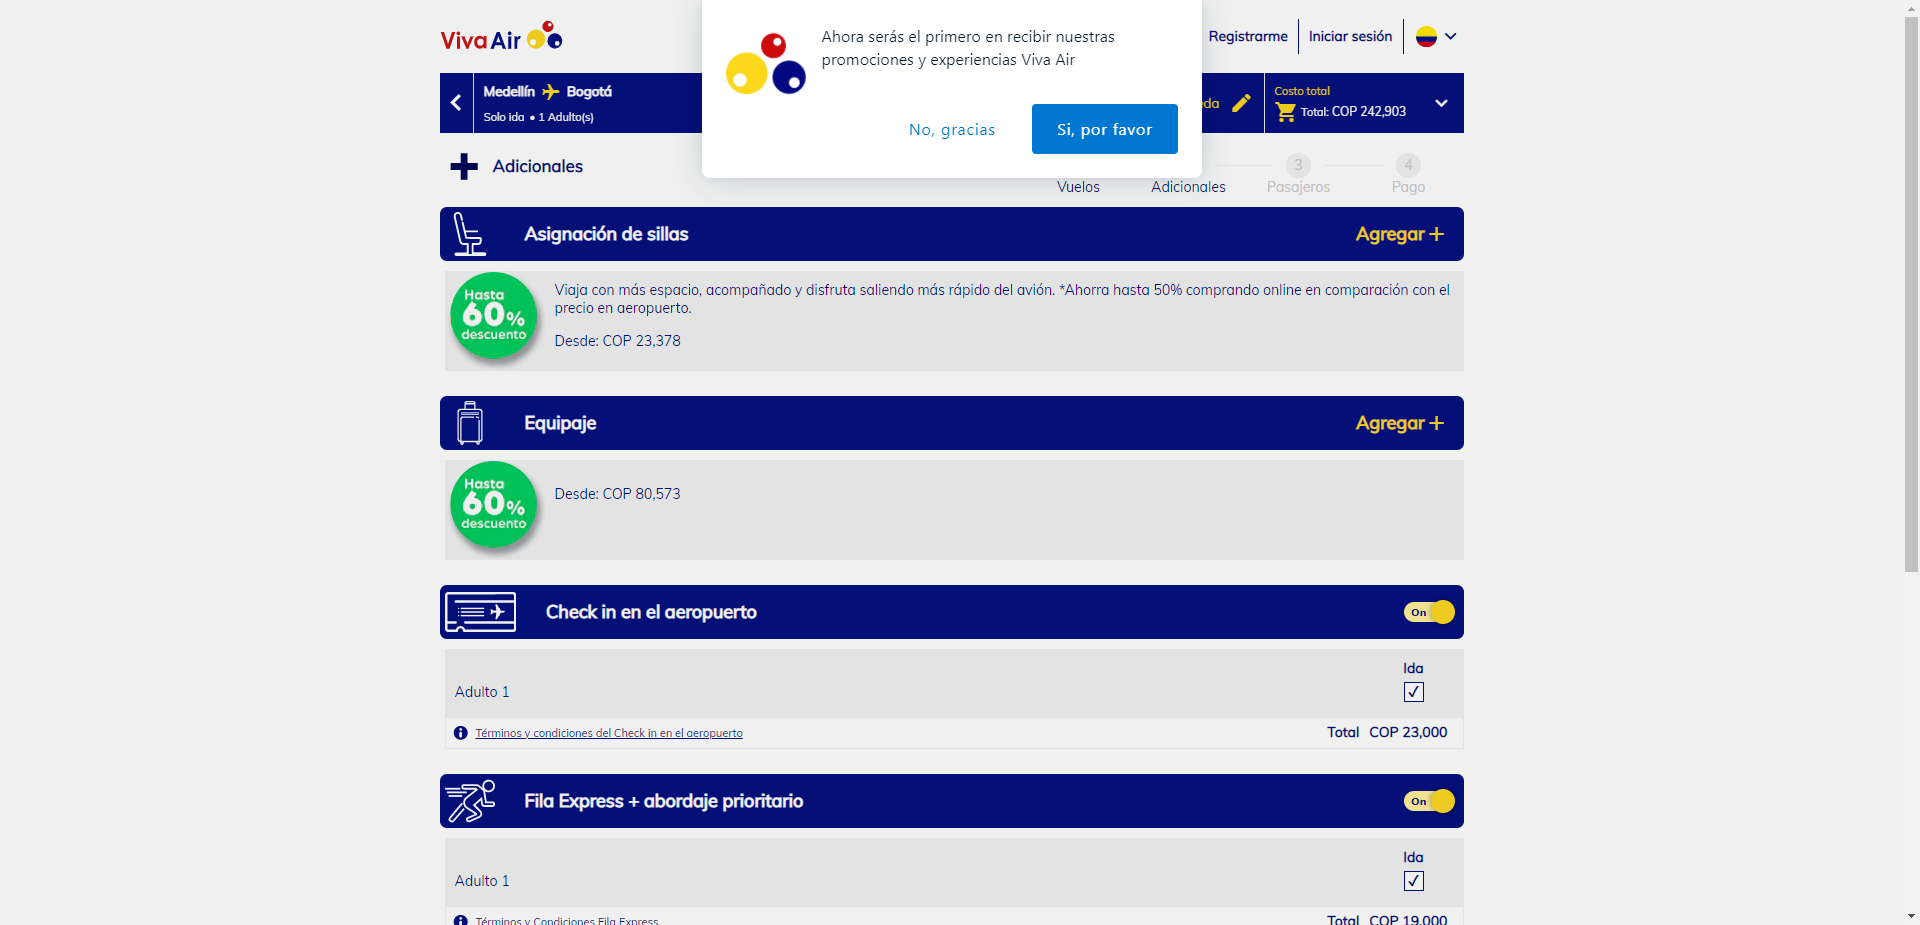 Viva Air
Ahora serás el primero en recibir nuestras
promociones y experiencias Viva Air
No, gracias
Si, por favor
Registrarme
Iniciar sesión
Medellín Bogotá
Solo ida • 1 Adulto(s)
Costo total
Total: COP 242,903
Adicionales
3
4
Vuelos
Adicionales
Pasajeros
Pago
Asignación de sillas
Agregar +
Hasta
60%
descuento
Viaja con más espacio, acompañado y disfruta saliendo más rápido del avión. *Ahorra hasta 50% comprando online en comparación con el
precio en aeropuerto.
Desde: COP 23,378
Equipaje
Agregar +
Hasta
60%
descuento
Desde: COP 80,573
Check in en el aeropuerto
On
Ida
Adulto 1
Términos y condiciones del Check in en el aeropuerto
Total COP 23,000
Fila Express + abordaje prioritario
On
Ida
Adulto 1
Términos y Condiciones Fila Express
Total COP 19,000